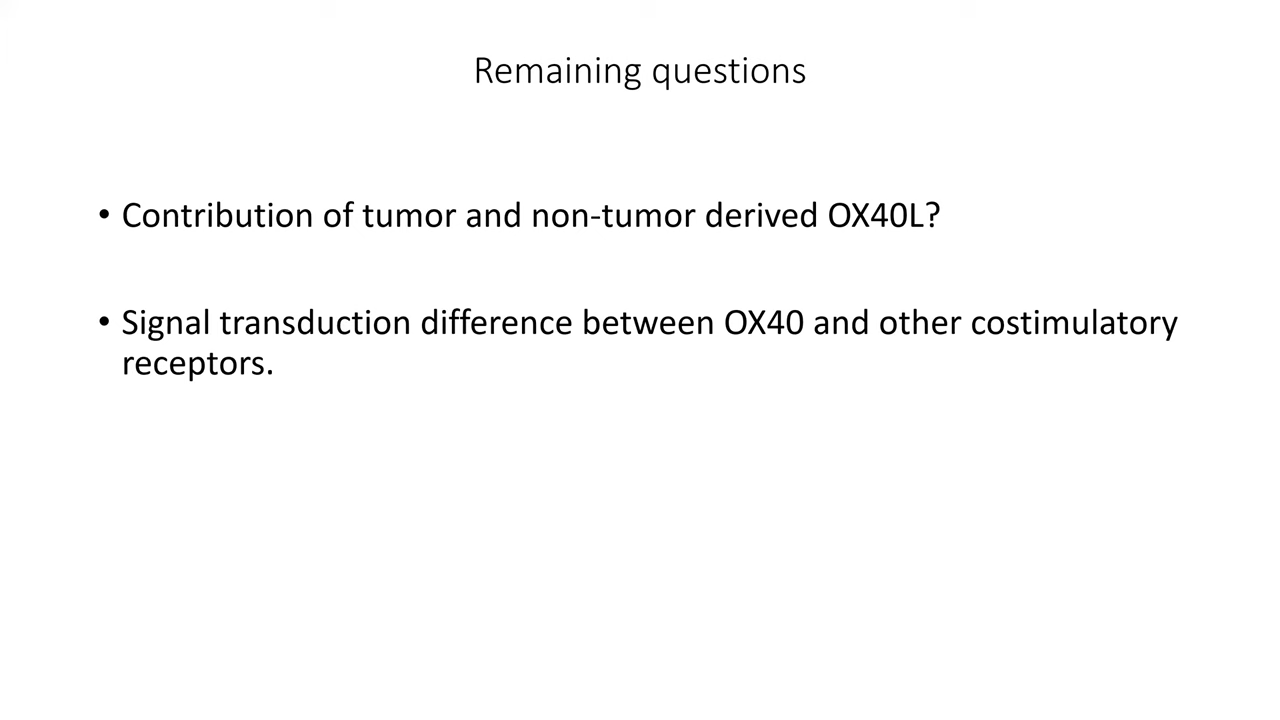 Remaining questions
• Contribution of tumor and non-tumor derived OX40L?
• Signal transduction difference between OX40 and other costimulatory
receptors.